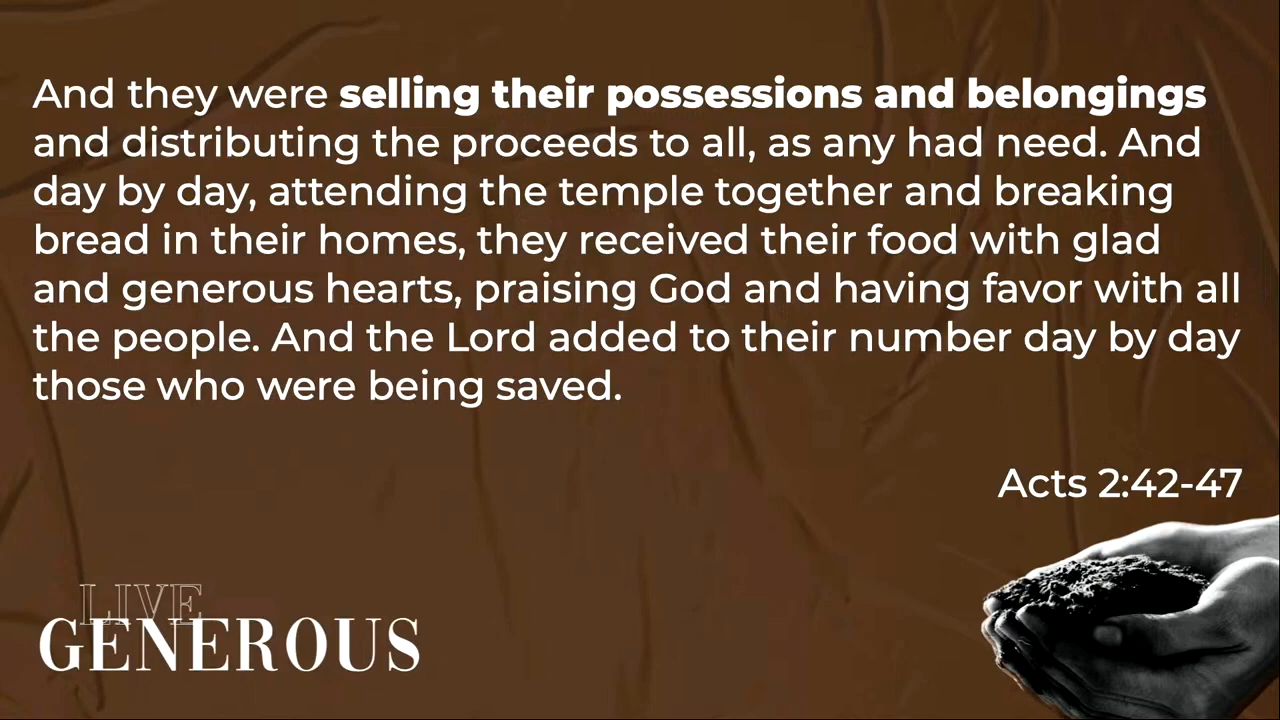 And they were selling their possessions and belongings
and distributing the proceeds to all, as any had need. And
day by day, attending the temple together and breaking
bread in their homes, they received their food with glad
and generous hearts, praising God and having favor with all
the people. And the Lord added to their number day by day
those who were being saved.
Acts 2:42-47
LIVE
GENEROUS